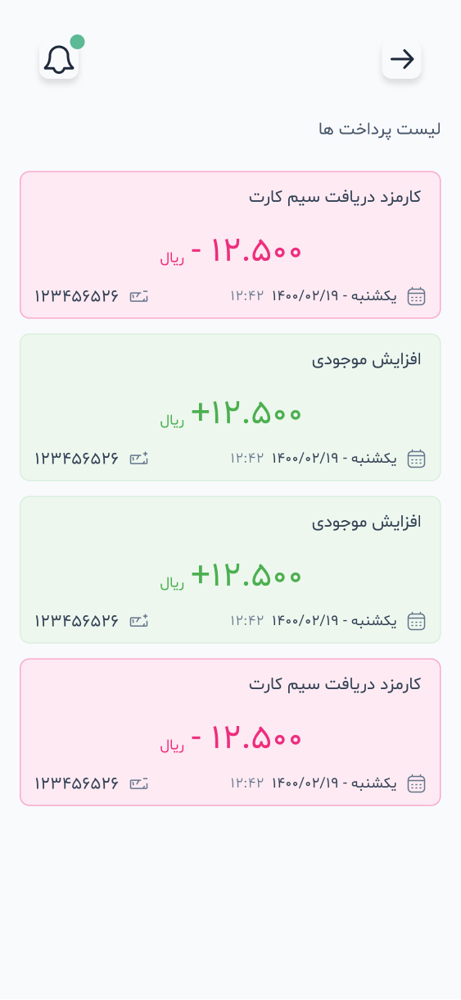 لیست پرداخت ها
کارمزد دریافت سیم کارت
۱۲.۵۰۰ - ریال
یکشنبه - ۱۴۰۰/۰۲/۱۹ ۱۲:۴۲ ۱۲۳۴۵۶۵۲۶
افزایش موجودی
۱۲.۵۰۰+ ریال
یکشنبه - ۱۴۰۰/۰۲/۱۹ ۱۲:۴۲ ۱۲۳۴۵۶۵۲۶
افزایش موجودی
۱۲.۵۰۰+ ریال
یکشنبه - ۱۴۰۰/۰۲/۱۹ ۱۲:۴۲ ۱۲۳۴۵۶۵۲۶
کارمزد دریافت سیم کارت
۱۲.۵۰۰ - ریال
یکشنبه - ۱۴۰۰/۰۲/۱۹ ۱۲:۴۲ ۱۲۳۴۵۶۵۲۶